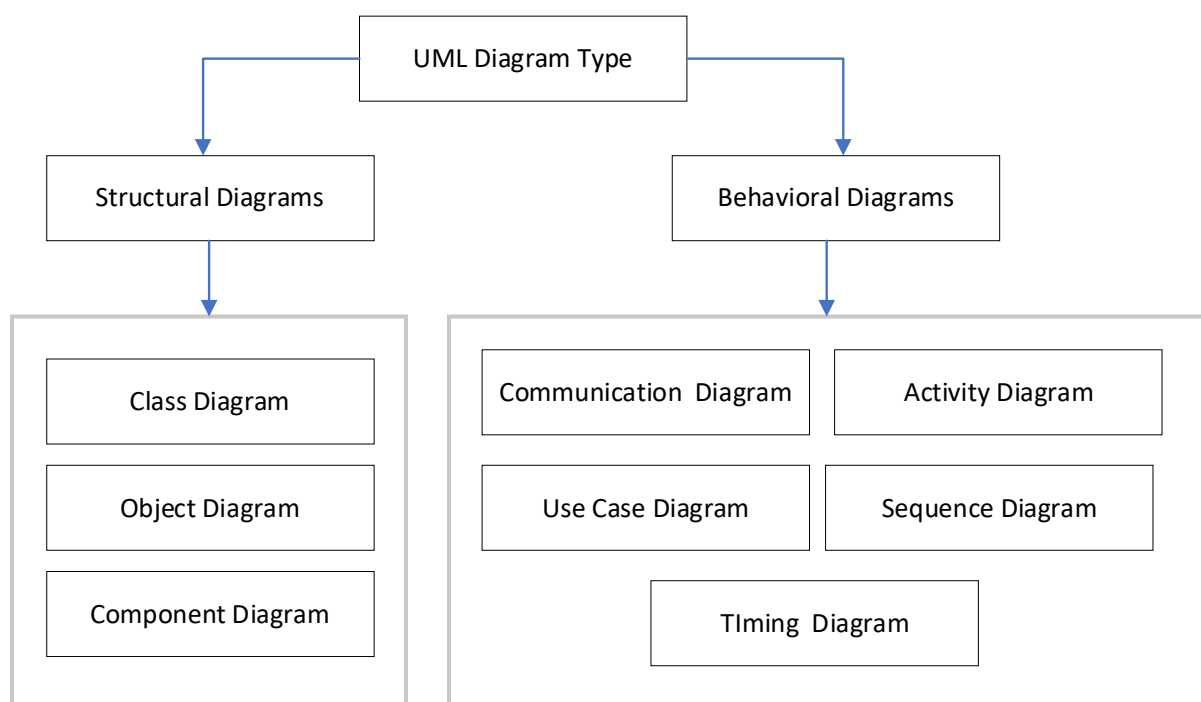 UML Diagram Type
Structural Diagrams
Behavioral Diagrams
Class Diagram
Object Diagram
Component Diagram
Communication  Diagram
Activity Diagram
Use Case Diagram
Sequence Diagram
TIming  Diagram